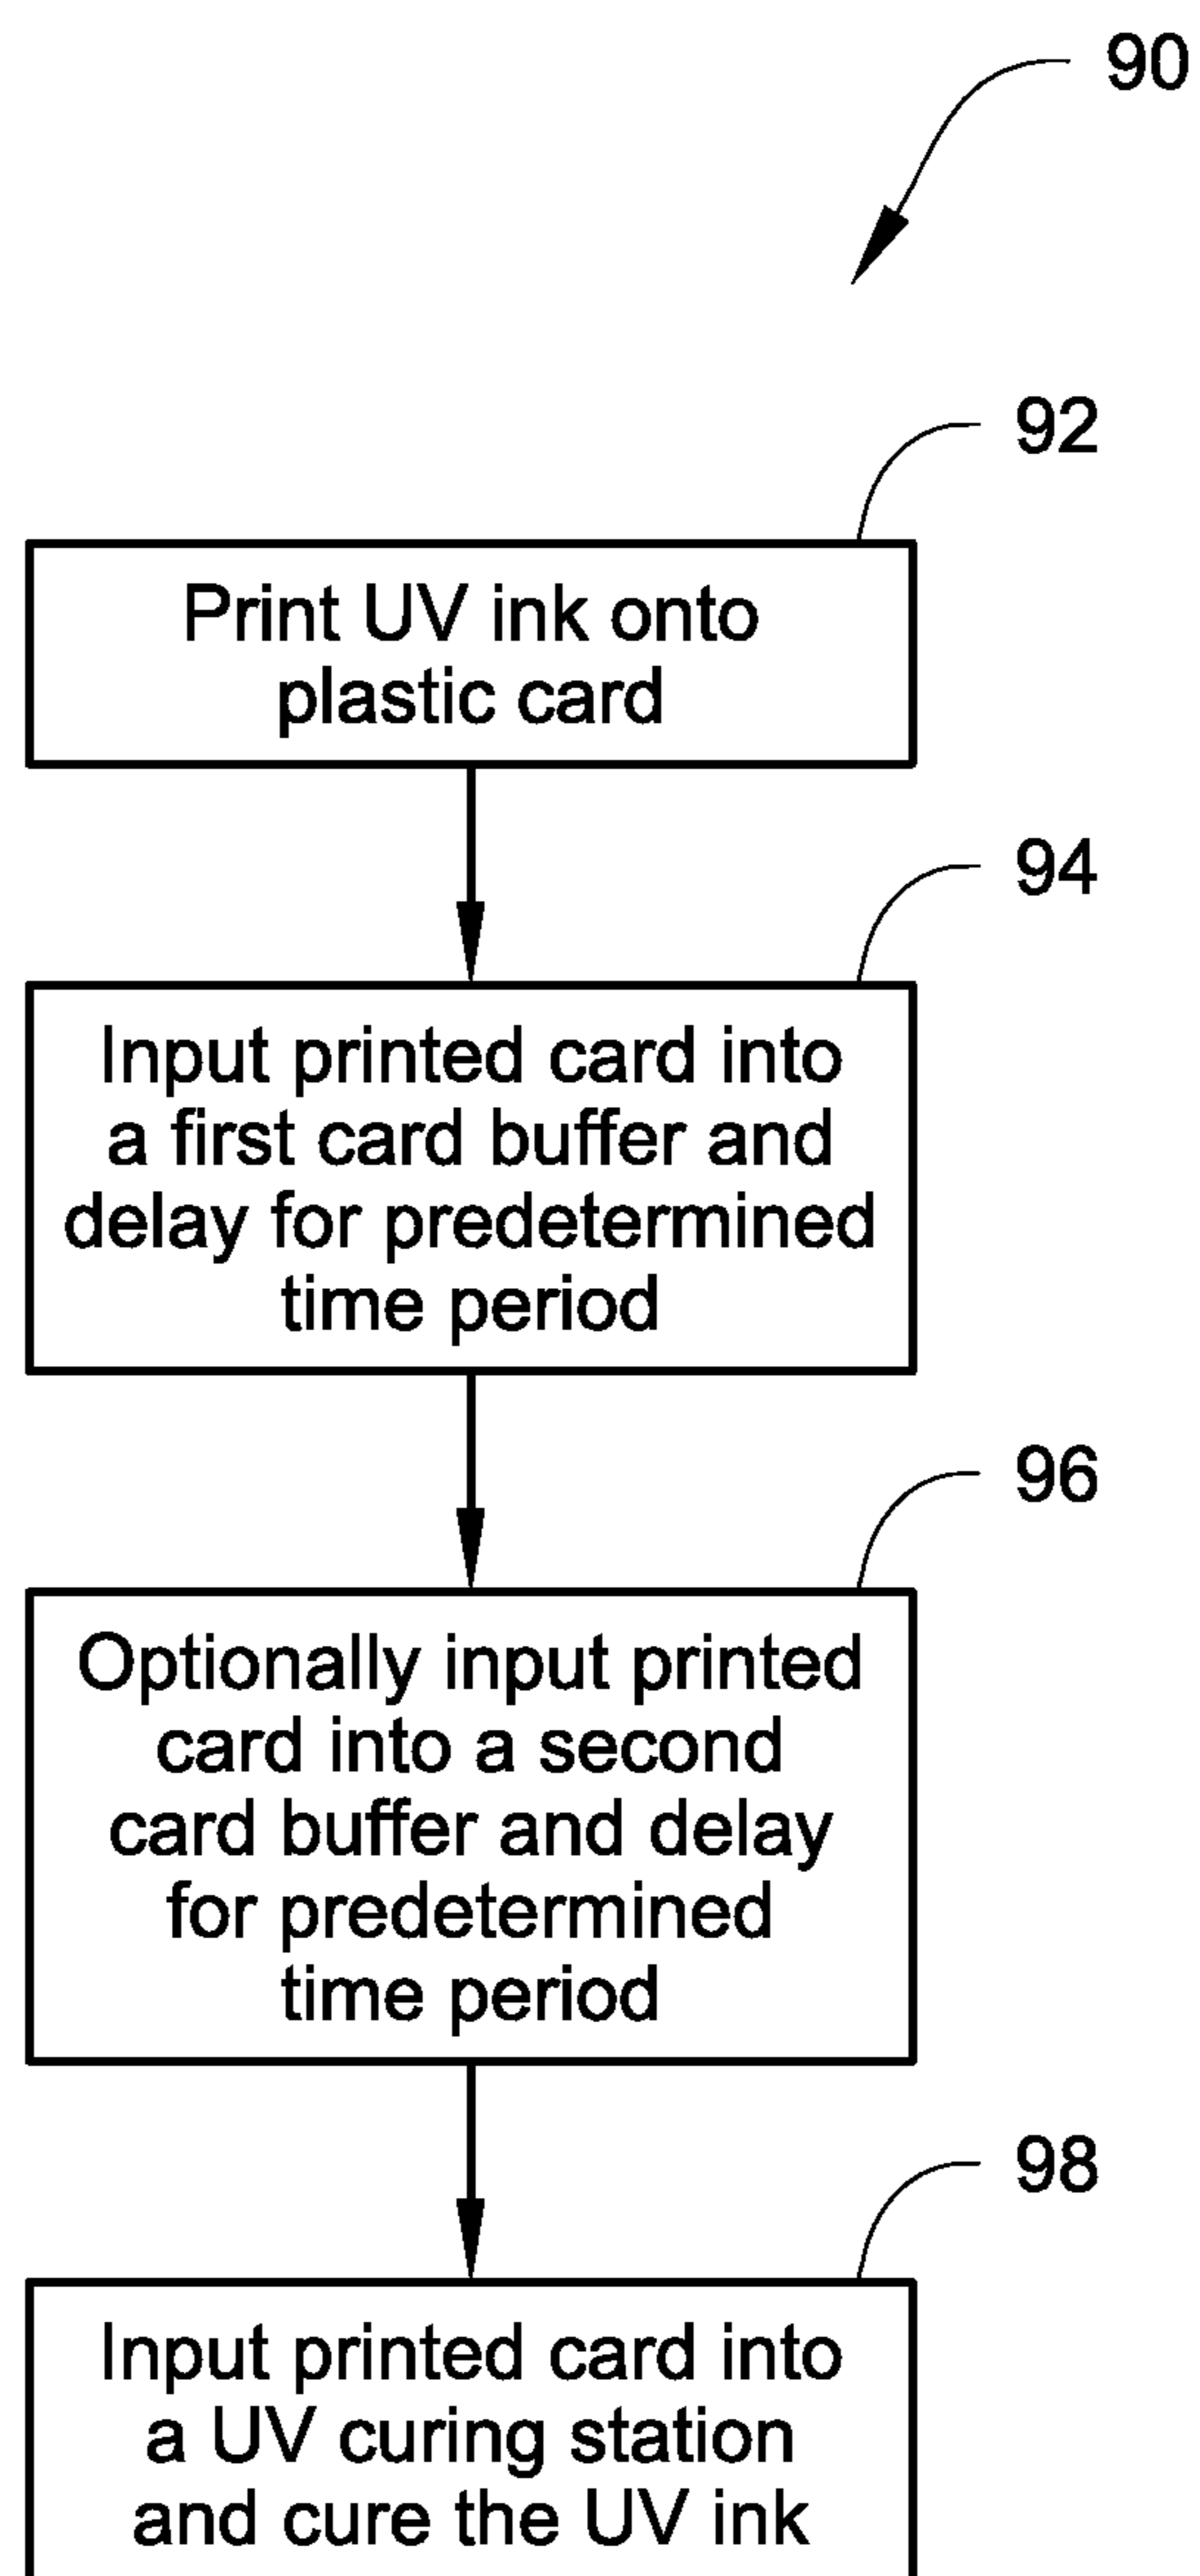 90
92
Print UV ink onto
plastic card
94
Input printed card into
a first card buffer and
delay for predetermined
time period
96
Optionally input printed
card into a second
card buffer and delay
for predetermined
time period
98
Input printed card into
a UV curing station
and cure the UV ink